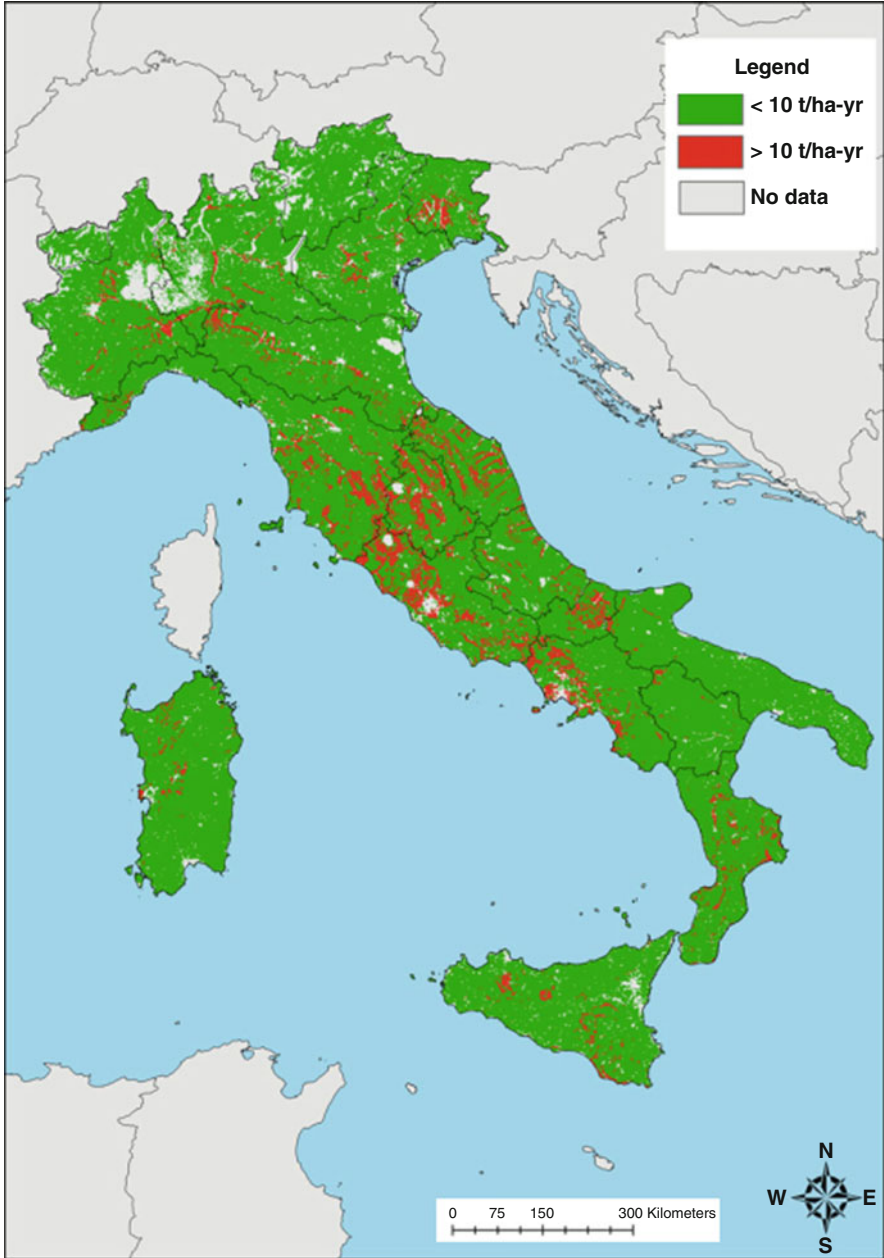 Legend
< 10 t/ha-yr
> 10 t/ha-yr
No data
N
W E
S
0 75 150 300 Kilometers